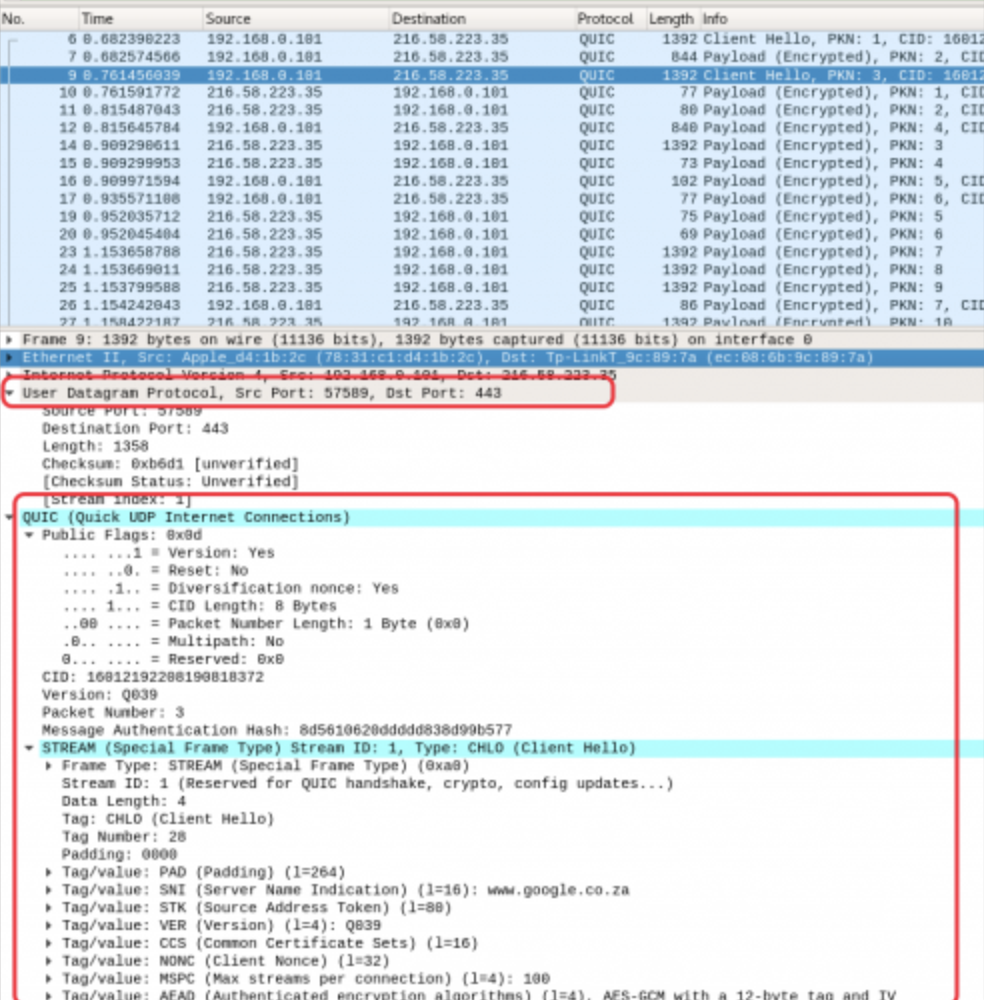 No. Time Source Destination Protocol Length Info
6 0.682390223 192.168.0.101 216.58.223.35 QUIC 1392 Client Hello, PKN: 1, CID: 16012
7 0.682574566 192.168.0.101 216.58.223.35 QUIC 844 Payload (Encrypted), PKN: 2, CID
9 0.761456039 192.168.0.101 216.58.223.35 QUIC 1392 Client Hello, PKN: 3, CID: 16012
10 0.761591772 216.58.223.35 192.168.0.101 QUIC 77 Payload (Encrypted), PKN: 1, CID
11 0.815487043 216.58.223.35 192.168.0.101 QUIC 80 Payload (Encrypted), PKN: 2, CID
12 0.815645784 192.168.0.101 216.58.223.35 QUIC 840 Payload (Encrypted), PKN: 4, CID
14 0.909290611 216.58.223.35 192.168.0.101 QUIC 1392 Payload (Encrypted), PKN: 3
15 0.909299953 216.58.223.35 192.168.0.101 QUIC 73 Payload (Encrypted), PKN: 4
16 0.909971594 192.168.0.101 216.58.223.35 QUIC 102 Payload (Encrypted), PKN: 5, CID
17 0.935571108 192.168.0.101 216.58.223.35 QUIC 77 Payload (Encrypted), PKN: 6, CID
19 0.952035712 216.58.223.35 192.168.0.101 QUIC 75 Payload (Encrypted), PKN: 5
20 0.952045404 216.58.223.35 192.168.0.101 QUIC 69 Payload (Encrypted), PKN: 6
23 1.153658788 216.58.223.35 192.168.0.101 QUIC 1392 Payload (Encrypted), PKN: 7
24 1.153669011 216.58.223.35 192.168.0.101 QUIC 1392 Payload (Encrypted), PKN: 8
25 1.153799588 216.58.223.35 192.168.0.101 QUIC 1392 Payload (Encrypted), PKN: 9
26 1.154242043 192.168.0.101 216.58.223.35 QUIC 86 Payload (Encrypted), PKN: 7, CID
27 1.158422187 216.58.223.35 192.168.0.101 QUIC 1392 Payload (Encrypted), PKN: 10
Frame 9: 1392 bytes on wire (11136 bits), 1392 bytes captured (11136 bits) on interface 0
Ethernet II, Src: Apple_d4:1b:2c (78:31:c1:d4:1b:2c), Dst: Tp-LinkT_9c:89:7a (ec:08:6b:9c:89:7a)
Internet Protocol Version 4, Src: 192.168.0.101, Dst: 216.58.223.35
User Datagram Protocol, Src Port: 57589, Dst Port: 443
Source Port: 57589
Destination Port: 443
Length: 1358
Checksum: 0xb6d1 [unverified]
[Checksum Status: Unverified]
[Stream index: 1]
QUIC (Quick UDP Internet Connections)
Public Flags: 0x0d
.... ...1 = Version: Yes
.... ..0. = Reset: No
.... .1.. = Diversification nonce: Yes
.... 1... = CID Length: 8 Bytes
..00 .... = Packet Number Length: 1 Byte (0x0)
.0.. .... = Multipath: No
0... .... = Reserved: 0x0
CID: 16012192208190818372
Version: Q039
Packet Number: 3
Message Authentication Hash: 8d5610620ddddd838d99b577
STREAM (Special Frame Type) Stream ID: 1, Type: CHLO (Client Hello)
Frame Type: STREAM (Special Frame Type) (0xa0)
Stream ID: 1 (Reserved for QUIC handshake, crypto, config updates...)
Data Length: 4
Tag: CHLO (Client Hello)
Tag Number: 28
Padding: 0000
Tag/value: PAD (Padding) (l=264)
Tag/value: SNI (Server Name Indication) (l=16): www.google.co.za
Tag/value: STK (Source Address Token) (l=80)
Tag/value: VER (Version) (l=4): Q039
Tag/value: CCS (Common Certificate Sets) (l=16)
Tag/value: NONC (Client Nonce) (l=32)
Tag/value: MSPC (Max streams per connection) (l=4): 100
Tag/value: AEAD (Authenticated encryption algorithms) (l=4), AES-GCM with a 12-byte tag and IV